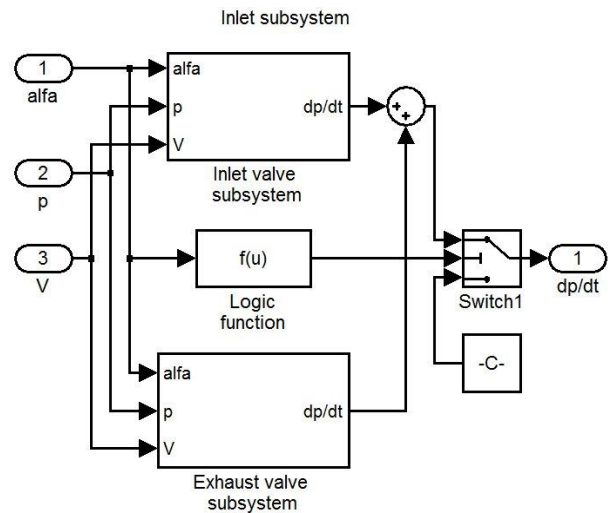 Inlet subsystem
1
alfa
alfa
p
V
dp/dt
+
+
2
p
Inlet valve
subsystem
3
V
f(u)
Logic
function
Switch1
1
dp/dt
-C-
alfa
p
V
dp/dt
Exhaust valve
subsystem